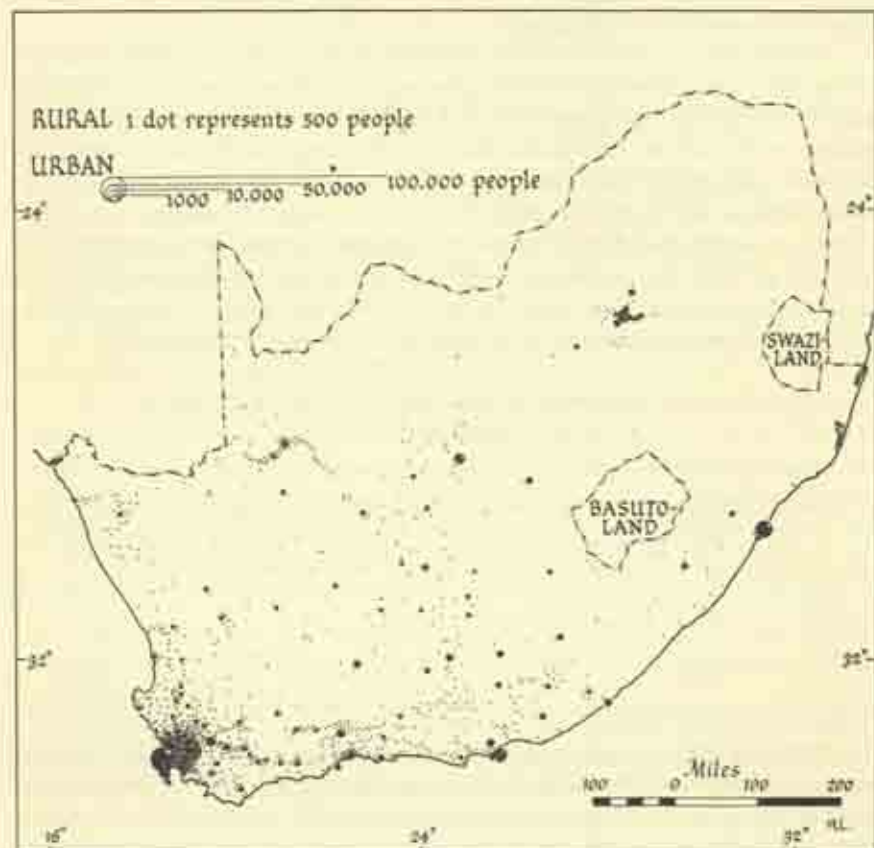 RURAL 1 dot represents 500 people
URBAN
1000 10.000 50,000 100.000 people
24° 24°
SWAZI-
LAND
BASUTO-
LAND
32° 32°
Miles
100 0 100 200
16° 24° 32°